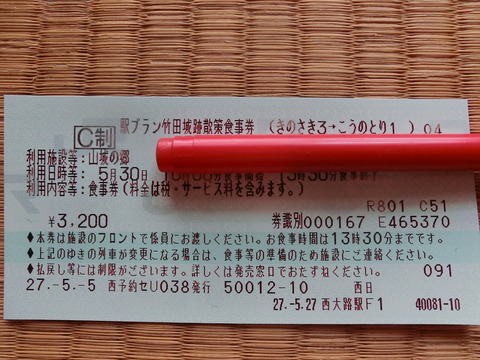 C制 駅プラン竹田城跡散策食事券 (きのさき3→こうのとり1) 04
利用施設等:山城の郷
利用日時等: 5月30日
利用内容等:食事券(料金は税・サービス料を含みます。)
R801 C51
¥3,200 券識別000167 E465370
◆本券は施設のフロントで係員にお渡しください。お食事時間は13時30分までです。
◆上記のゆきの列車が変更になる場合は、食事等の準備のため施設にご連絡ください。
◆払戻し等には制限がございます。詳しくは発売窓口でおたずねください。 091
27.-5.-5 西予約セU038発行 50012-10 西日
27.-5.27 西大路駅F1 40081-10